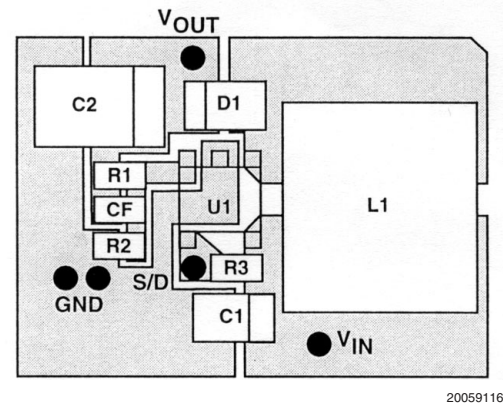 VOUT
C2
D1
R1
CF
U1
L1
R2
S/D
R3
GND
C1
VIN
20059116